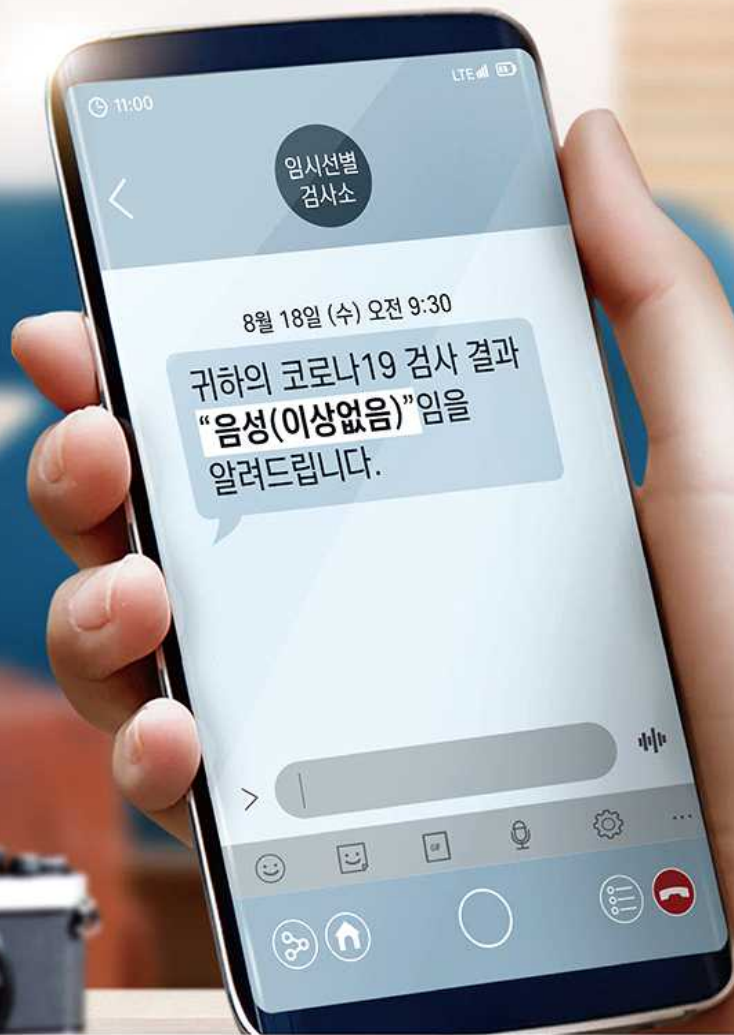 11:00
LTE
임시선별
검사소
8월 18일 (수) 오전 9:30
귀하의 코로나19 검사 결과
“음성(이상없음)”임을
알려드립니다.